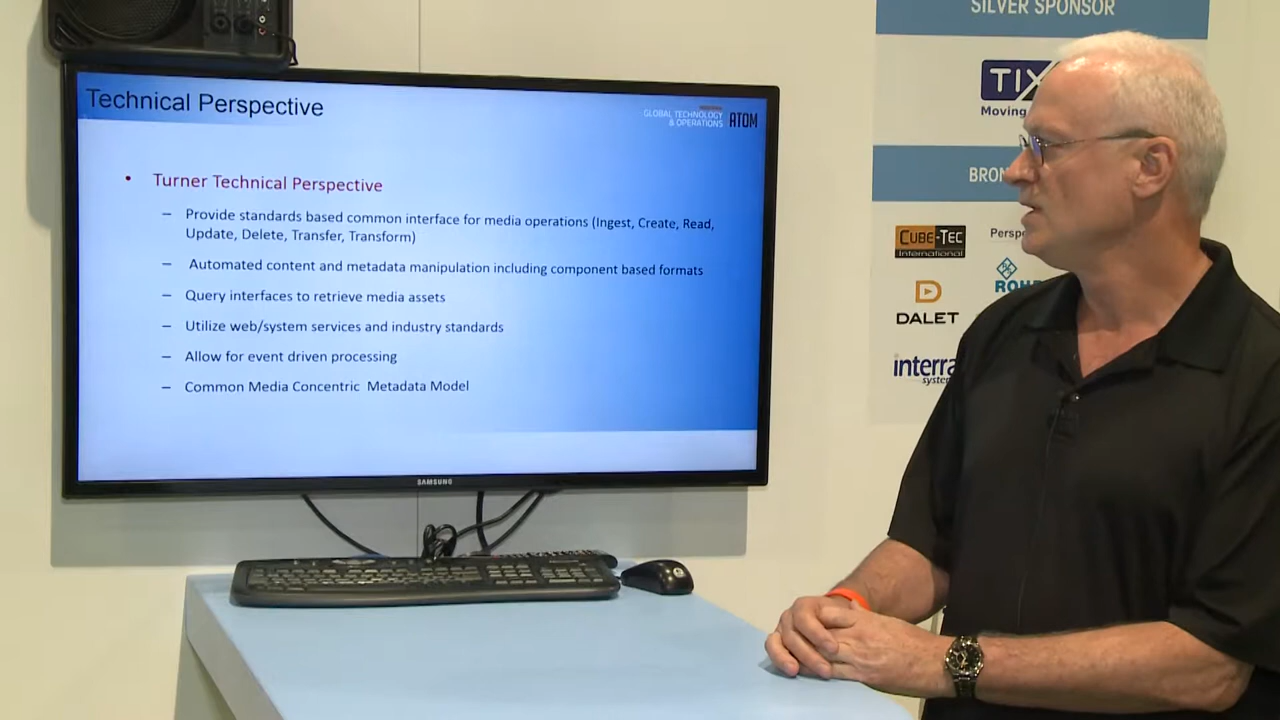 SILVER SPONSOR
TIX
Moving
Technical Perspective
GLOBAL TECHNOLOGY
& OPERATIONS
ATOM
• Turner Technical Perspective
– Provide standards based common interface for media operations (Ingest, Create, Read,
Update, Delete, Transfer, Transform)
– Automated content and metadata manipulation including component based formats
– Query interfaces to retrieve media assets
– Utilize web/system services and industry standards
– Allow for event driven processing
– Common Media Concentric Metadata Model
SAMSUNG
BRON
CUBE-TEC
International
Persp
DALET
ROH
interra
syste